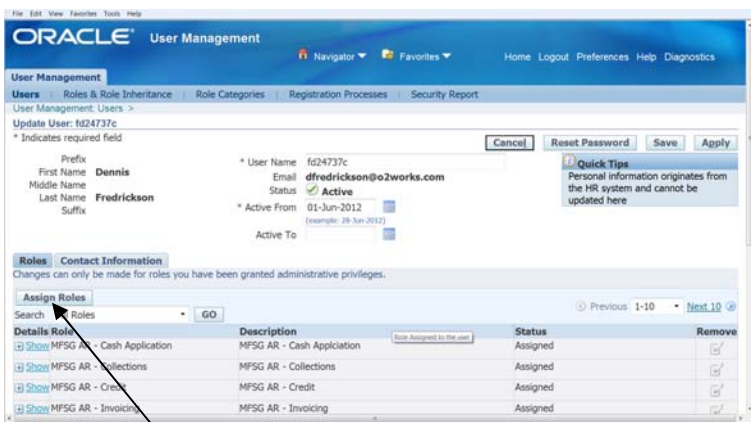 File Edit View Favorites Tools Help
ORACLE® User Management
Navigator Favorites Home Logout Preferences Help Diagnostics
User Management
Users | Roles & Role Inheritance | Role Categories | Registration Processes | Security Report
User Management: Users >
Update User: fd24737c
* Indicates required field
Cancel Reset Password Save Apply
Prefix
First Name Dennis
Middle Name
Last Name Fredrickson
Suffix
* User Name fd24737c
Email dfredrickson@o2works.com
Status Active
* Active From 01-Jun-2012
(example: 28-Jun-2012)
Active To
Quick Tips
Personal information originates from
the HR system and cannot be
updated here
Roles Contact Information
Changes can only be made for roles you have been granted administrative privileges.
Assign Roles
Search Roles GO
Previous 1-10 Next 10
Details Role Description Status Remove
Role Assigned to the user
Show MFSG AR - Cash Application MFSG AR - Cash Applciation Assigned
Show MFSG AR - Collections MFSG AR - Collections Assigned
Show MFSG AR - Credit MFSG AR - Credit Assigned
Show MFSG AR - Invoicing MFSG AR - Invoicing Assigned